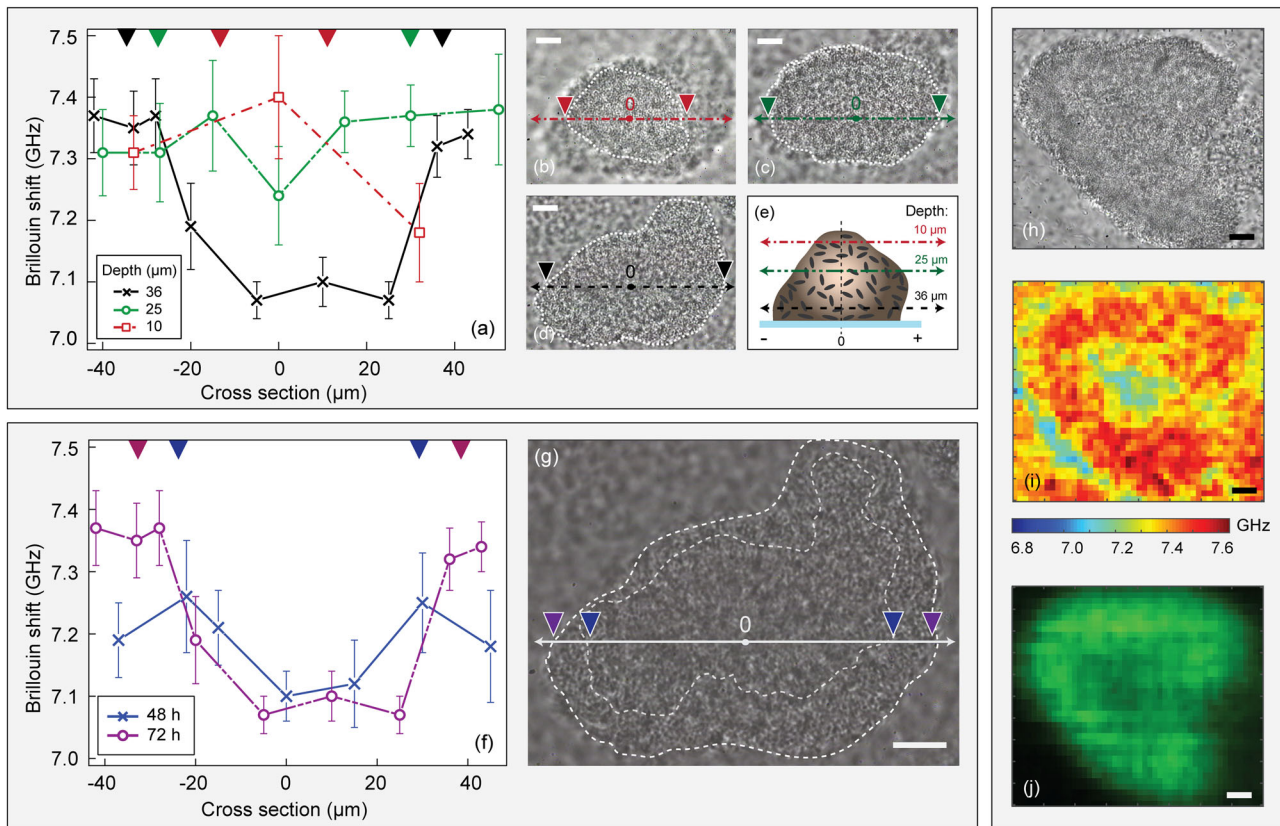 7.5
7.4
7.3
7.2
7.1
7.0
Brillouin shift (GHz)
Depth (µm)
36
25
10
(a)
-40
-20
0
20
40
Cross section (µm)
0
(b)
0
(c)
0
(d)
(e)
Depth:
10 µm
25 µm
36 µm
-
0
+
7.5
7.4
7.3
7.2
7.1
7.0
Brillouin shift (GHz)
48 h
72 h
(f)
-40
-20
0
20
40
Cross section (µm)
(g)
0
(h)
(i)
GHz
6.8
7.0
7.2
7.4
7.6
(j)